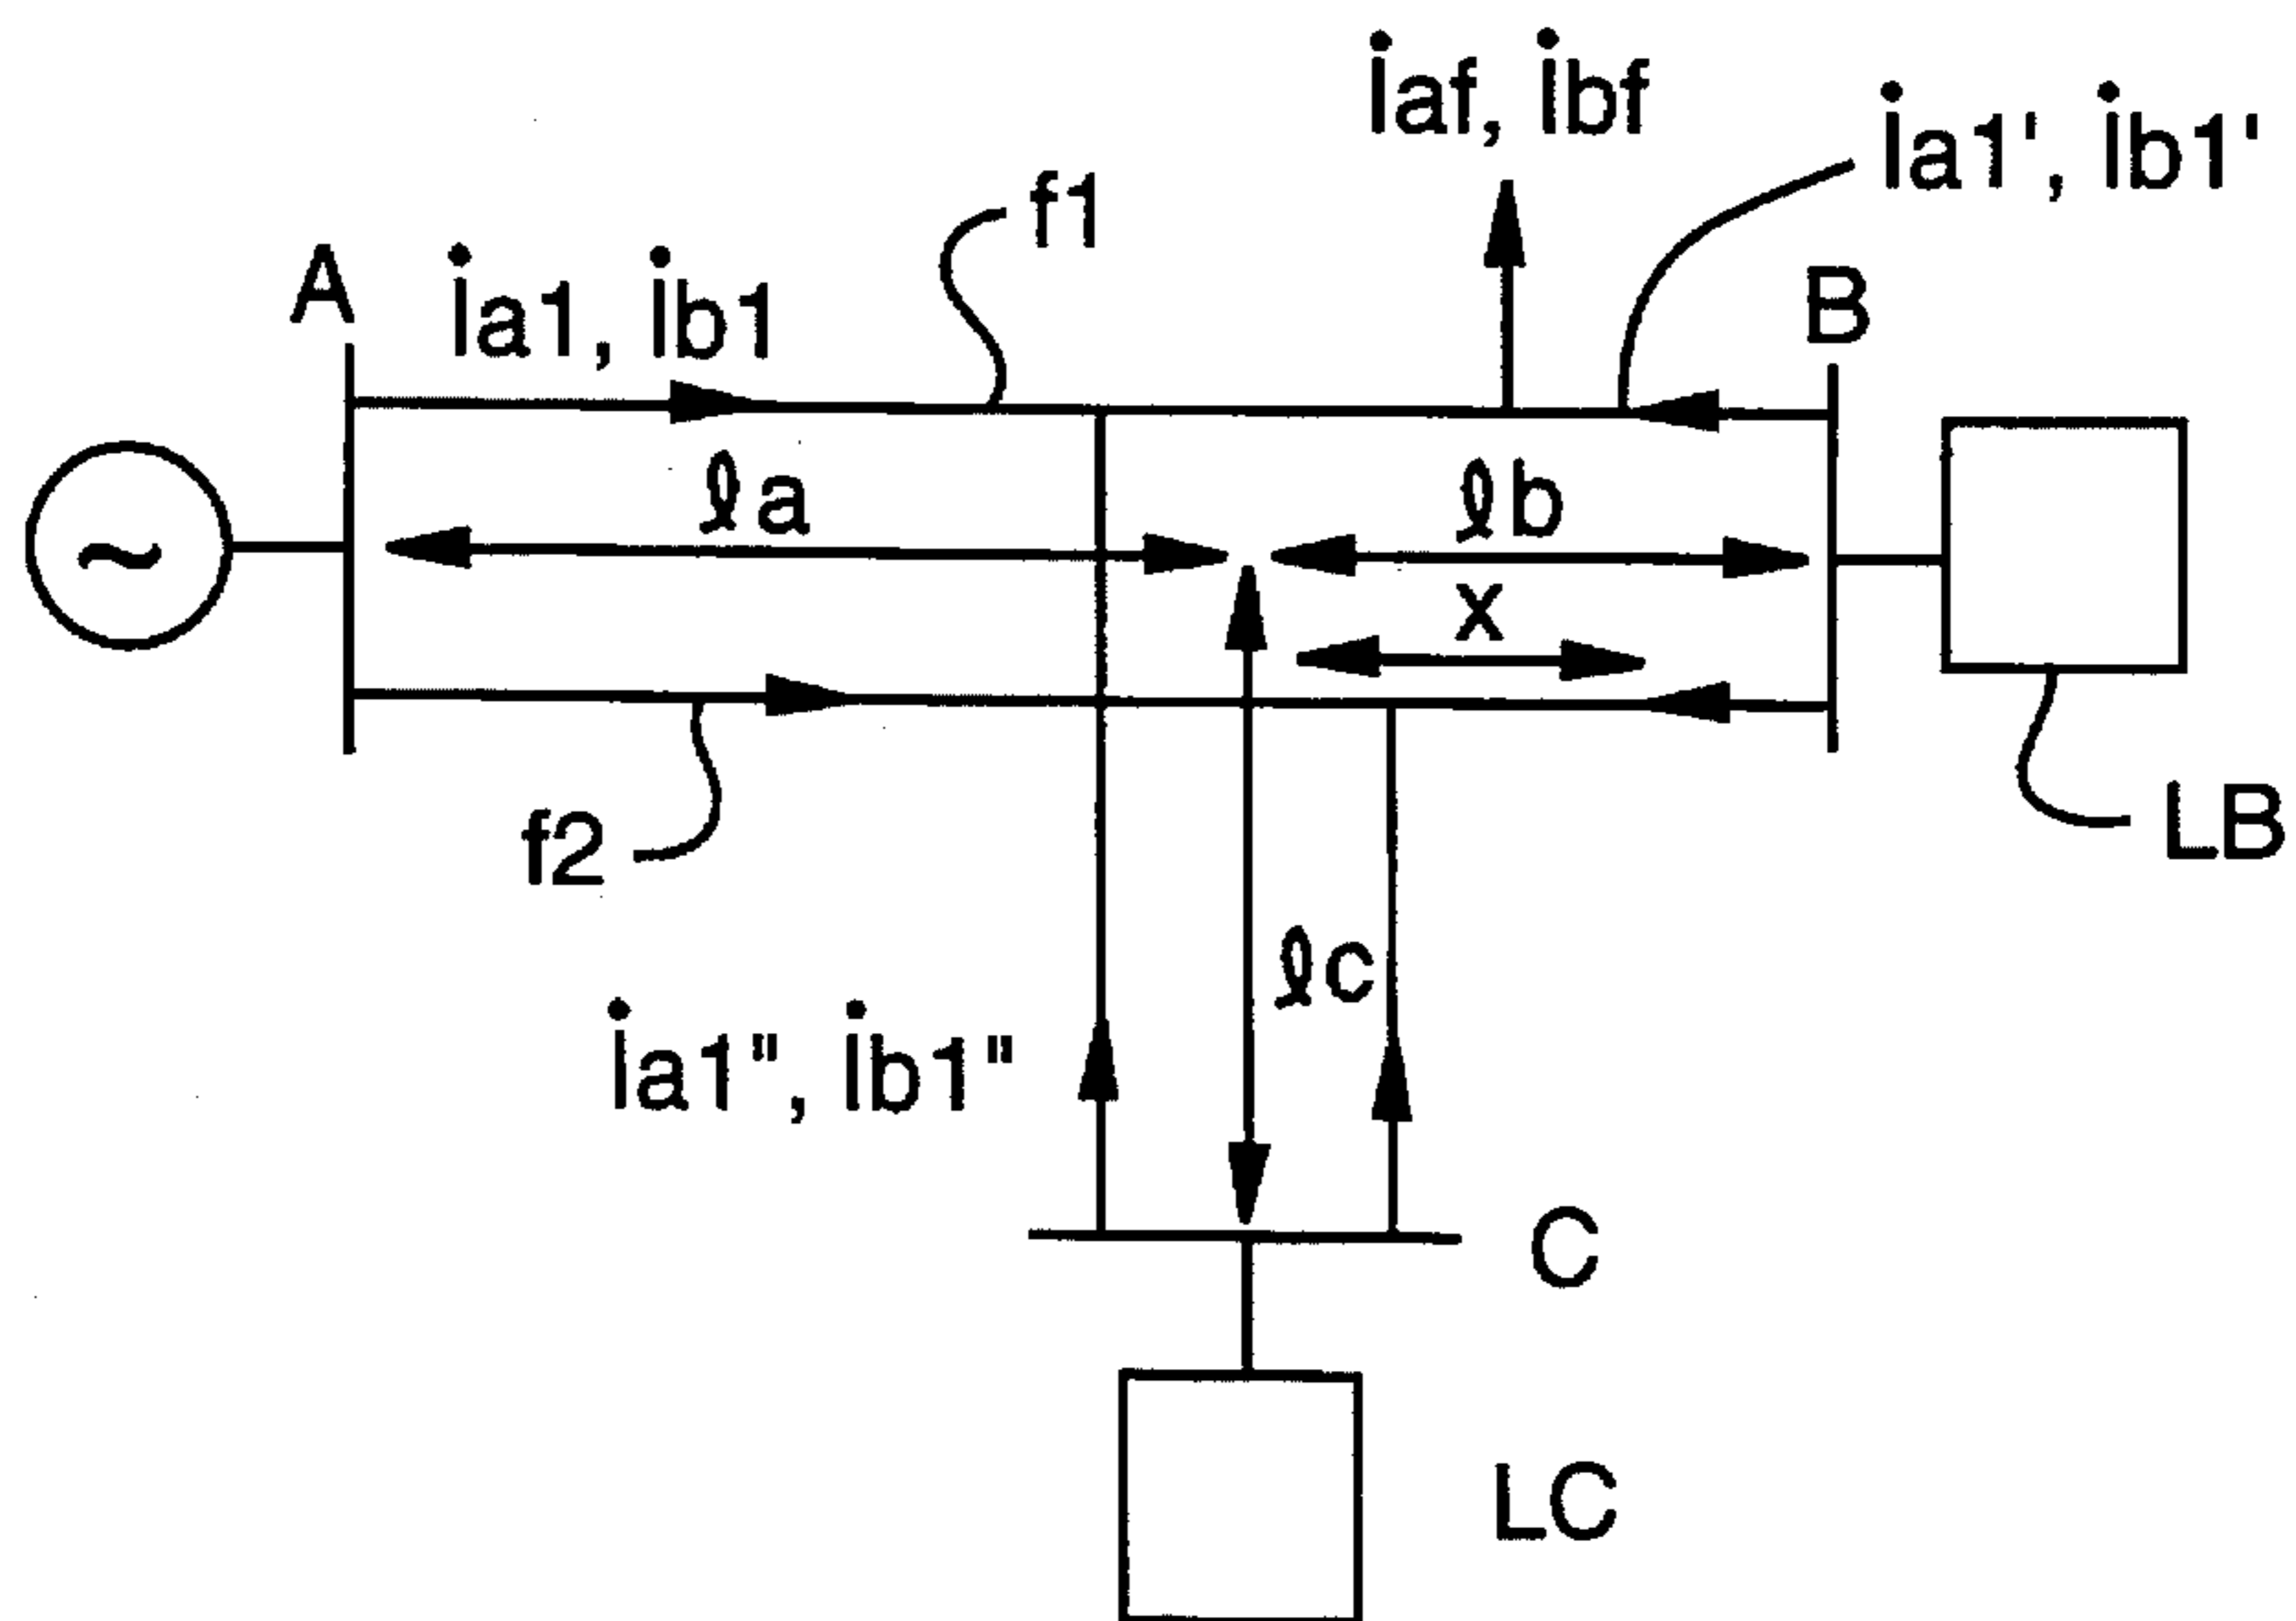 İaf, İbf
İa1', İb1'
f1
A
İa1, İb1
B
ℓa
ℓb
~
x
f2
LB
ℓc
İa1", İb1"
C
LC